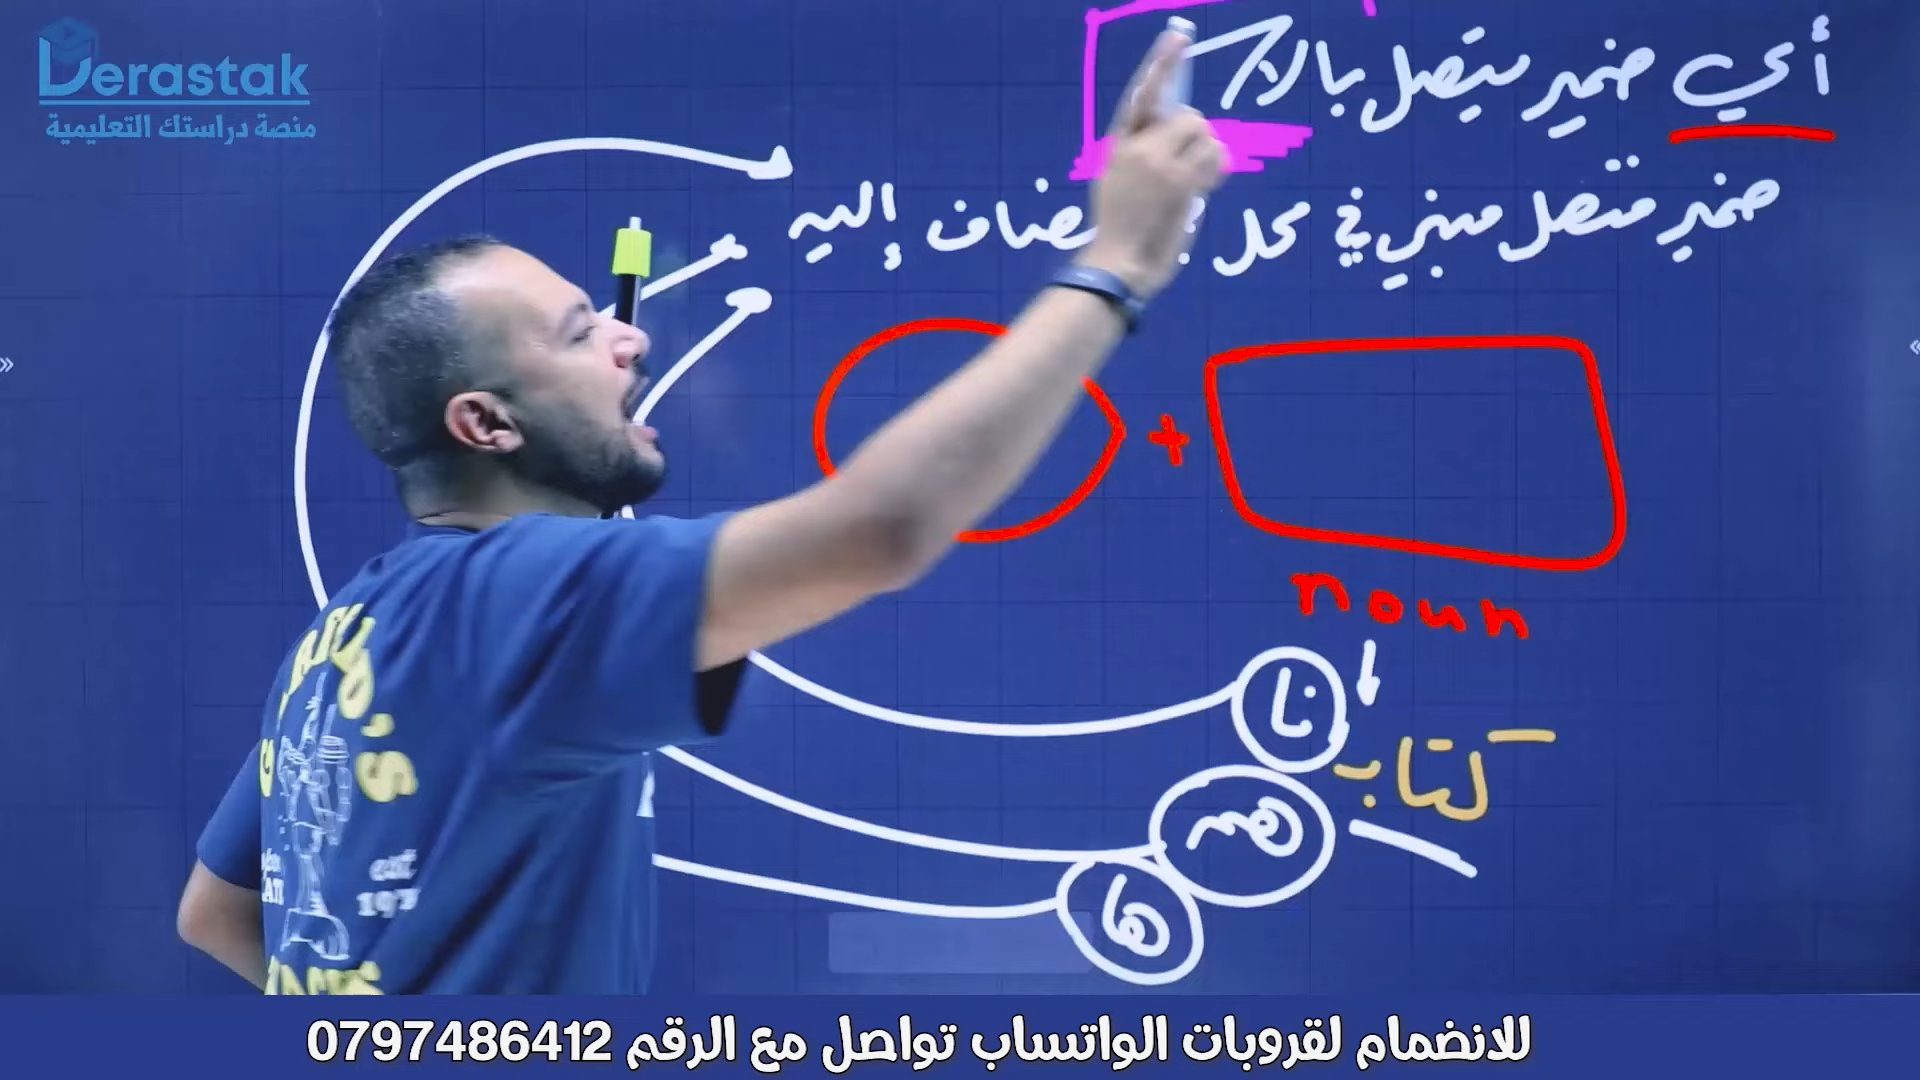 Derastak
منصة دراستك التعليمية
أي ضمير متصل بالاسم
ضمير متصل مبني في محل مضاف إليه
+
noun
نا
كتاب
هم
ها
est
للانضمام لقروبات الواتساب تواصل مع الرقم 0797486412